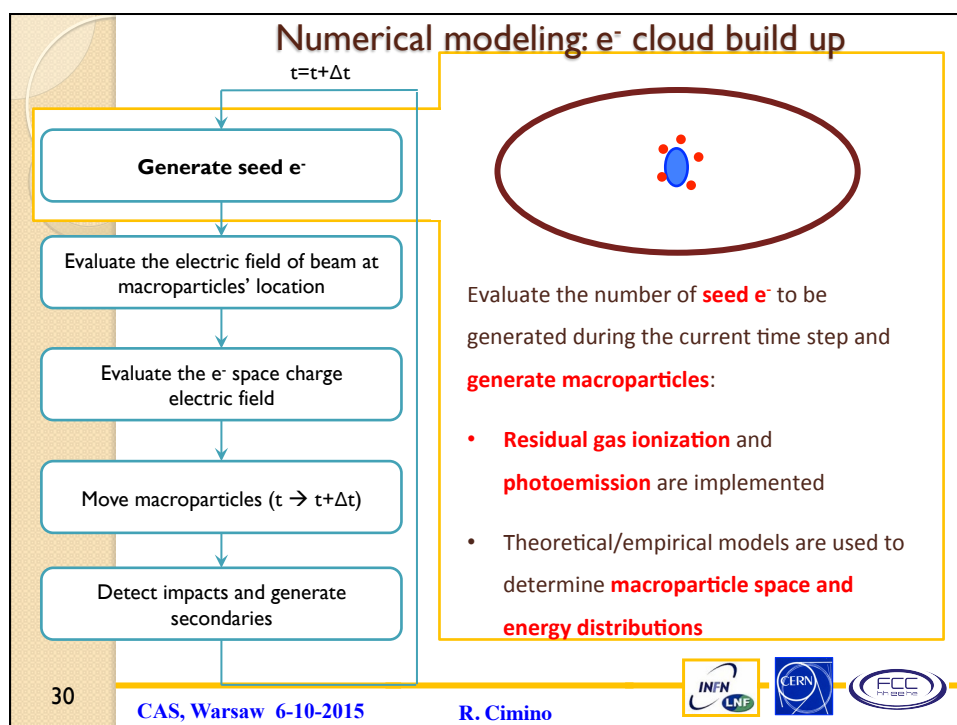 Numerical modeling: e- cloud build up
t=t+Δt
Generate seed e-
Evaluate the electric field of beam at
macroparticles' location
Evaluate the e- space charge
electric field
Move macroparticles (t → t+Δt)
Detect impacts and generate
secondaries
Evaluate the number of seed e- to be
generated during the current time step and
generate macroparticles:
• Residual gas ionization and
photoemission are implemented
• Theoretical/empirical models are used to
determine macroparticle space and
energy distributions
30
CAS, Warsaw 6-10-2015
R. Cimino
INFN
LNF
CERN
FCC
hh ee he